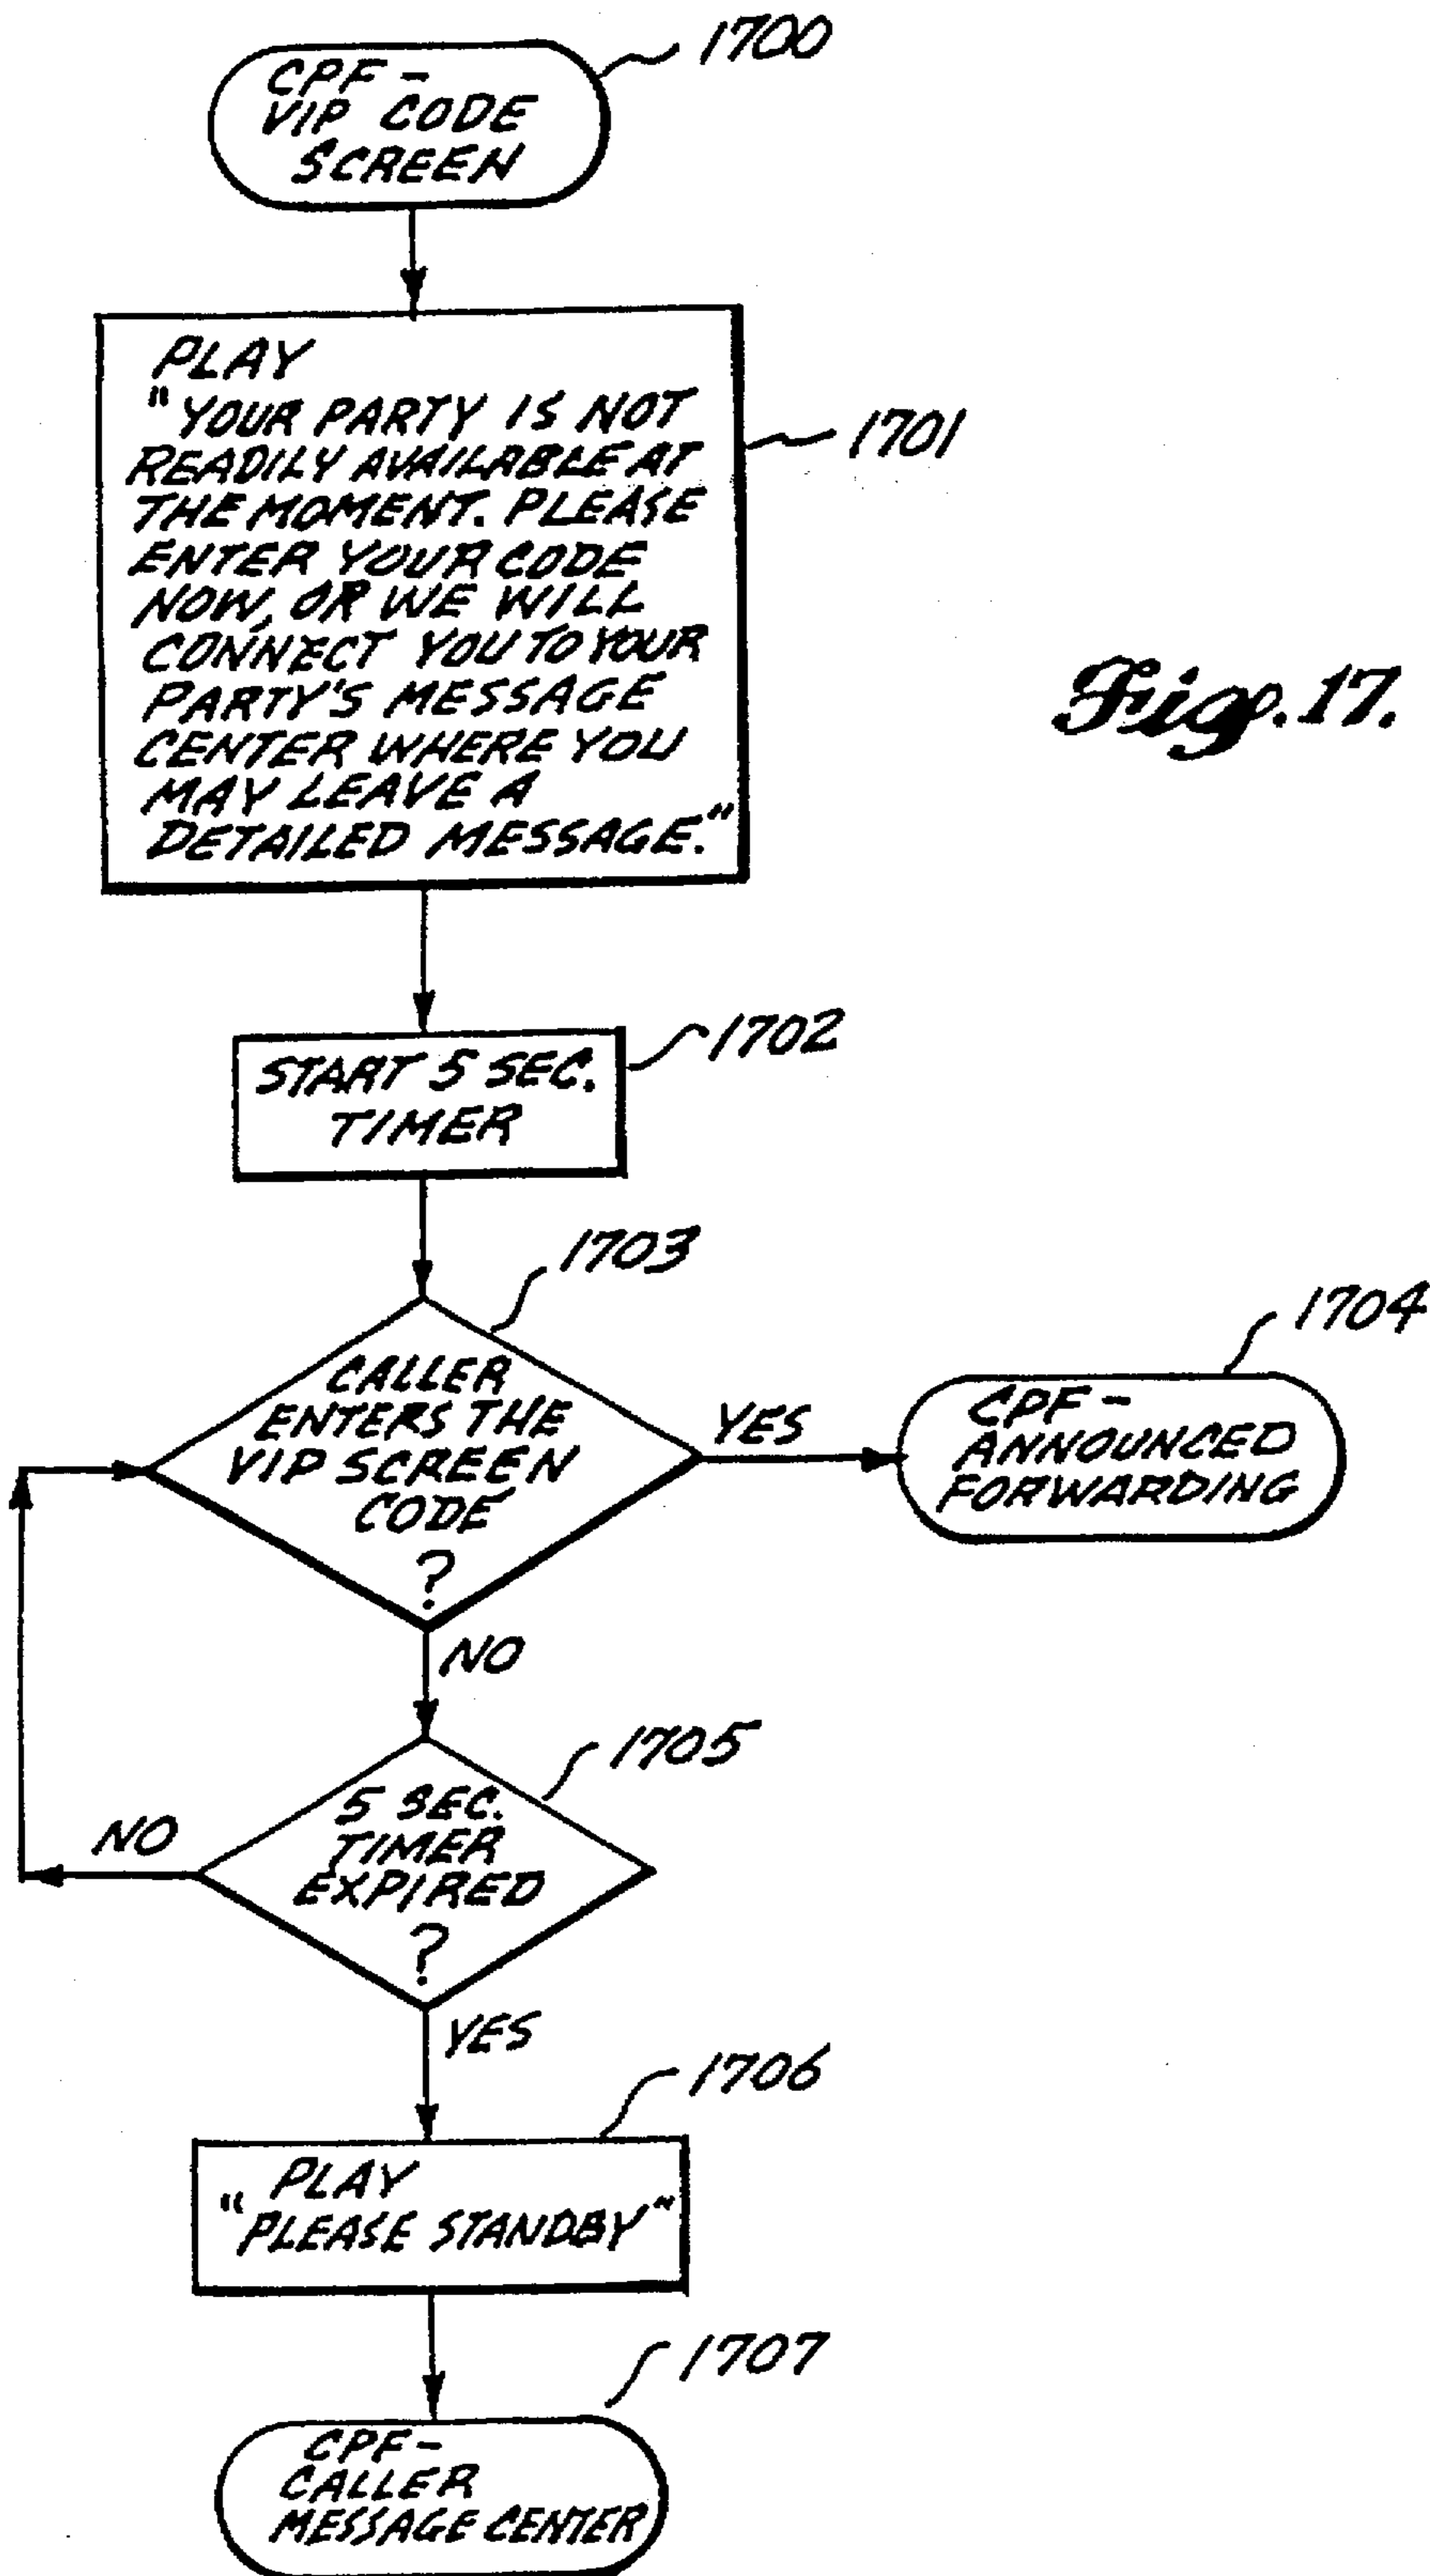 1700
CPF -
VIP CODE
SCREEN
PLAY
"YOUR PARTY IS NOT
READILY AVAILABLE AT
THE MOMENT. PLEASE
ENTER YOUR CODE
NOW, OR WE WILL
CONNECT YOU TO YOUR
PARTY'S MESSAGE
CENTER WHERE YOU
MAY LEAVE A
DETAILED MESSAGE."
1701
Fig. 17.
1702
START 5 SEC.
TIMER
1703
CALLER
ENTERS THE
VIP SCREEN
CODE
?
YES
1704
CPF -
ANNOUNCED
FORWARDING
NO
1705
5 SEC.
TIMER
EXPIRED
?
NO
YES
1706
PLAY
"PLEASE STANDBY"
1707
CPF -
CALLER
MESSAGE CENTER